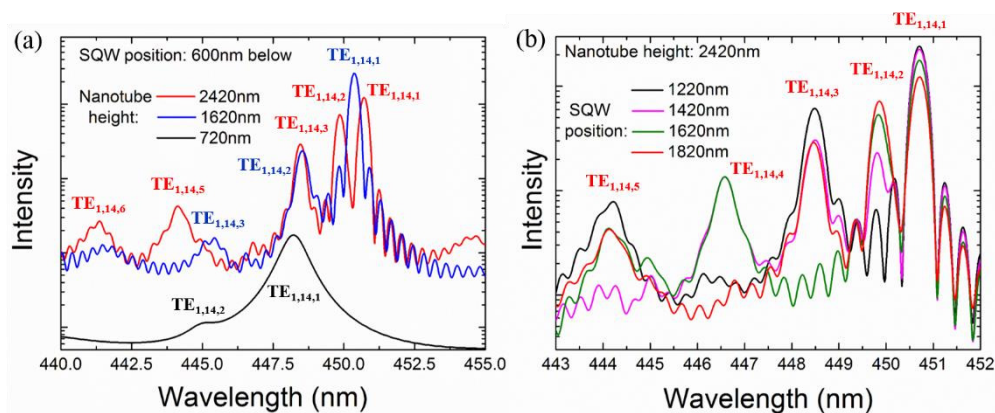 (a)
SQW position: 600nm below
Nanotube height:
2420nm
1620nm
720nm
TE1,14,1
TE1,14,2
TE1,14,1
TE1,14,3
TE1,14,2
TE1,14,5
TE1,14,6
TE1,14,3
TE1,14,2
TE1,14,1
Intensity
440.0 442.5 445.0 447.5 450.0 452.5 455.0
Wavelength (nm)
(b)
Nanotube height: 2420nm
SQW position:
1220nm
1420nm
1620nm
1820nm
TE1,14,1
TE1,14,2
TE1,14,3
TE1,14,4
TE1,14,5
Intensity
443 444 445 446 447 448 449 450 451 452
Wavelength (nm)